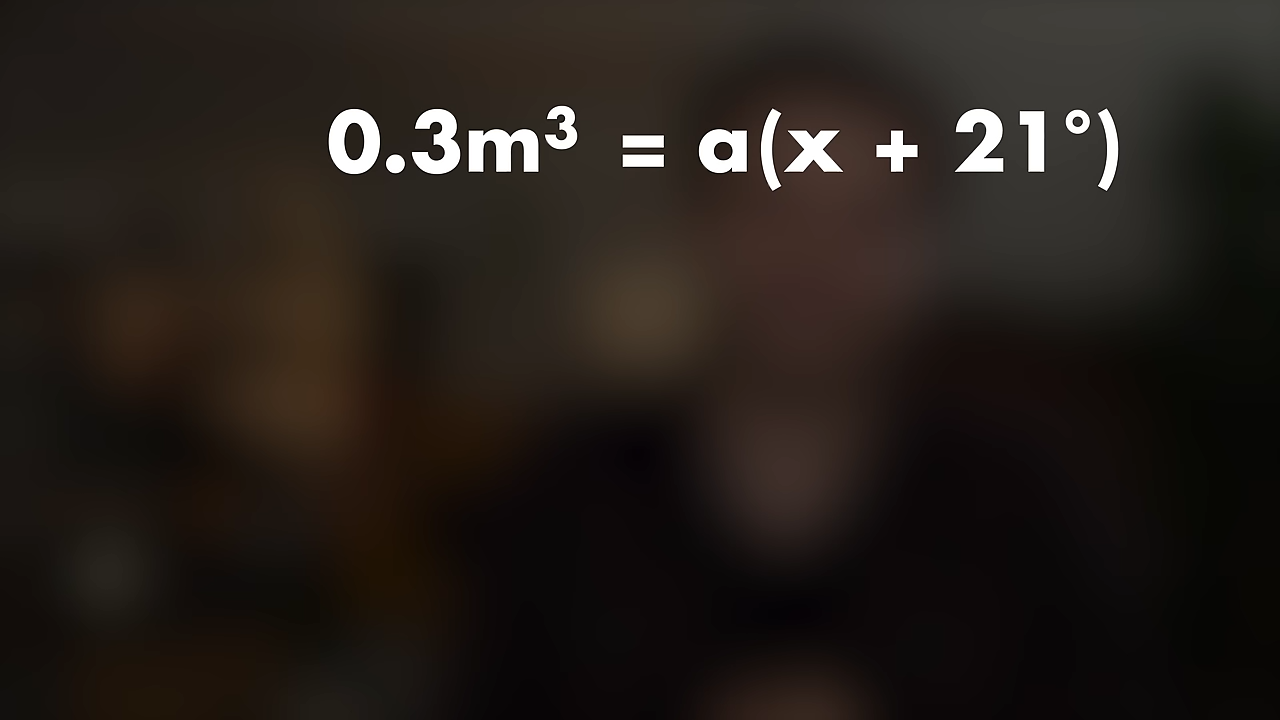 0.3m³ = a(x + 21°)